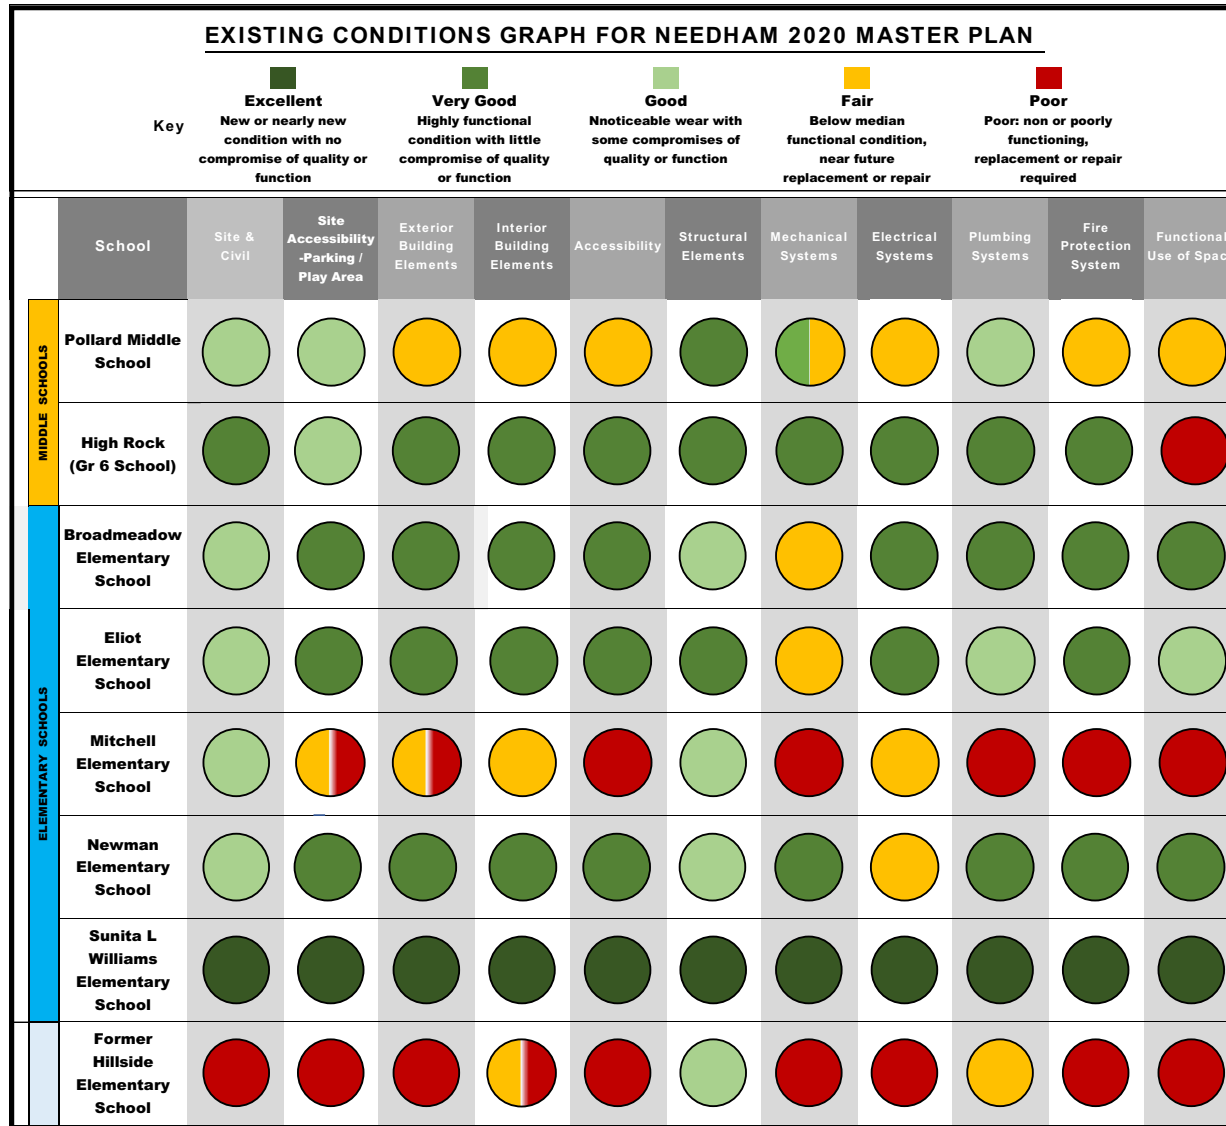 EXISTING CONDITIONS GRAPH FOR NEEDHAM 2020 MASTER PLAN
Key
Excellent
New or nearly new
condition with no
compromise of quality or
function
Very Good
Highly functional
condition with little
compromise of quality
or function
Good
Nnoticeable wear with
some compromises of
quality or function
Fair
Below median
functional condition,
near future
replacement or repair
Poor
Poor: non or poorly
functioning,
replacement or repair
required
School
Site &
Civil
Site
Accessibility
-Parking /
Play Area
Exterior
Building
Elements
Interior
Building
Elements
Accessibility
Structural
Elements
Mechanical
Systems
Electrical
Systems
Plumbing
Systems
Fire
Protection
System
Functional
Use of Spac
MIDDLE SCHOOLS
Pollard Middle
School
High Rock
(Gr 6 School)
ELEMENTARY SCHOOLS
Broadmeadow
Elementary
School
Eliot
Elementary
School
Mitchell
Elementary
School
Newman
Elementary
School
Sunita L
Williams
Elementary
School
Former
Hillside
Elementary
School